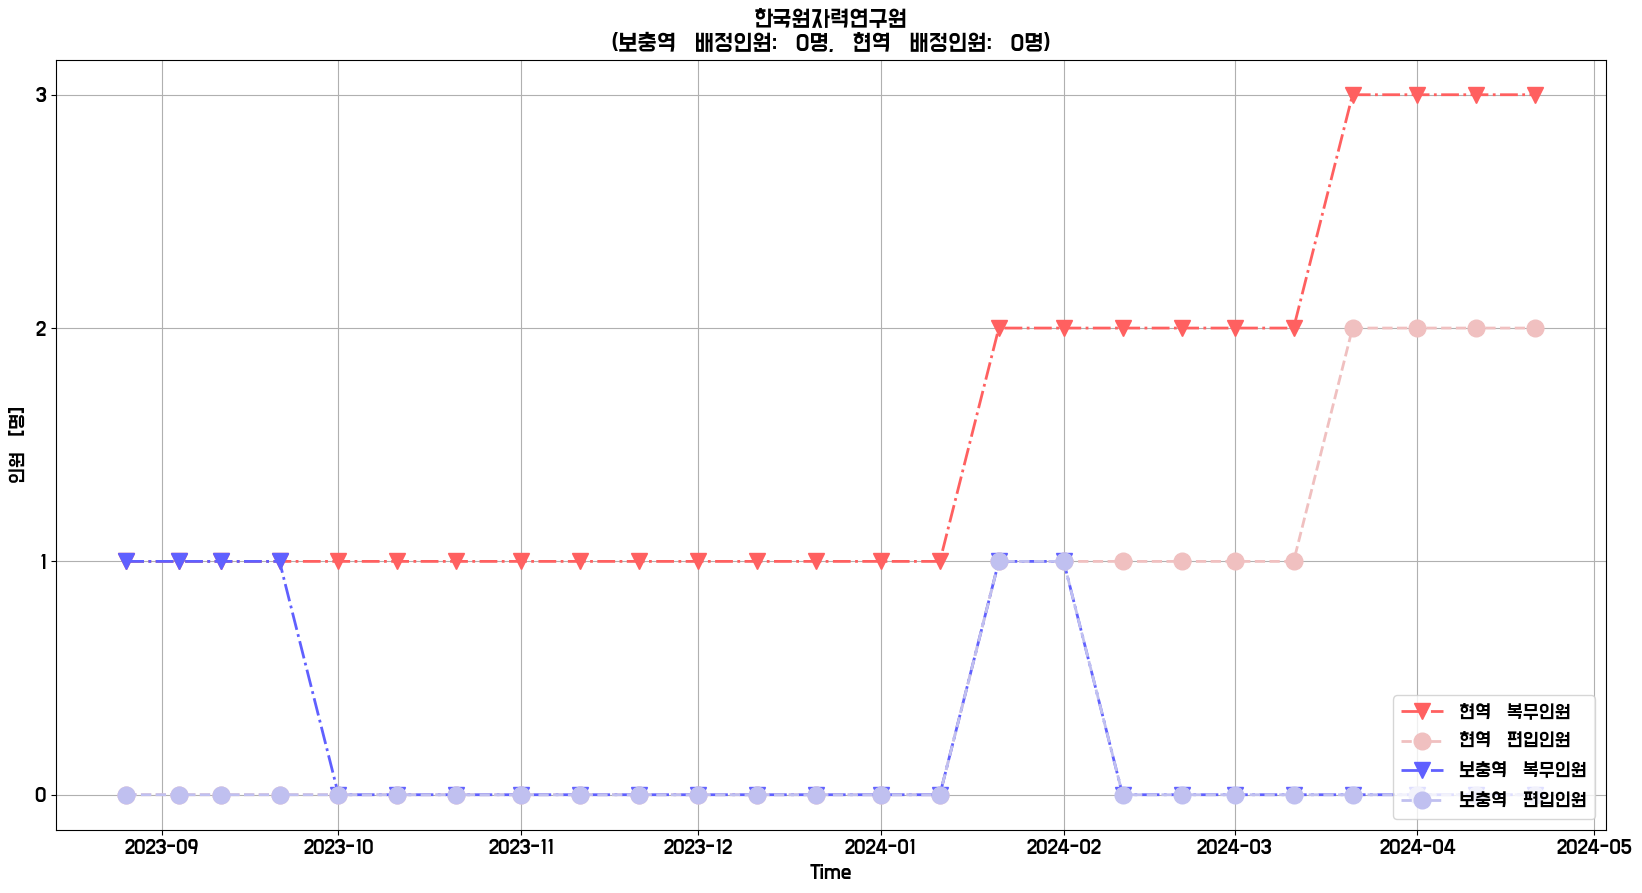 한국원자력연구원
(보충역 배정인원: 0명, 현역 배정인원: 0명)
인원 [명]
3
2
1
0
현역 복무인원
현역 편입인원
보충역 복무인원
보충역 편입인원
2023-09 2023-10 2023-11 2023-12 2024-01 2024-02 2024-03 2024-04 2024-05
Time